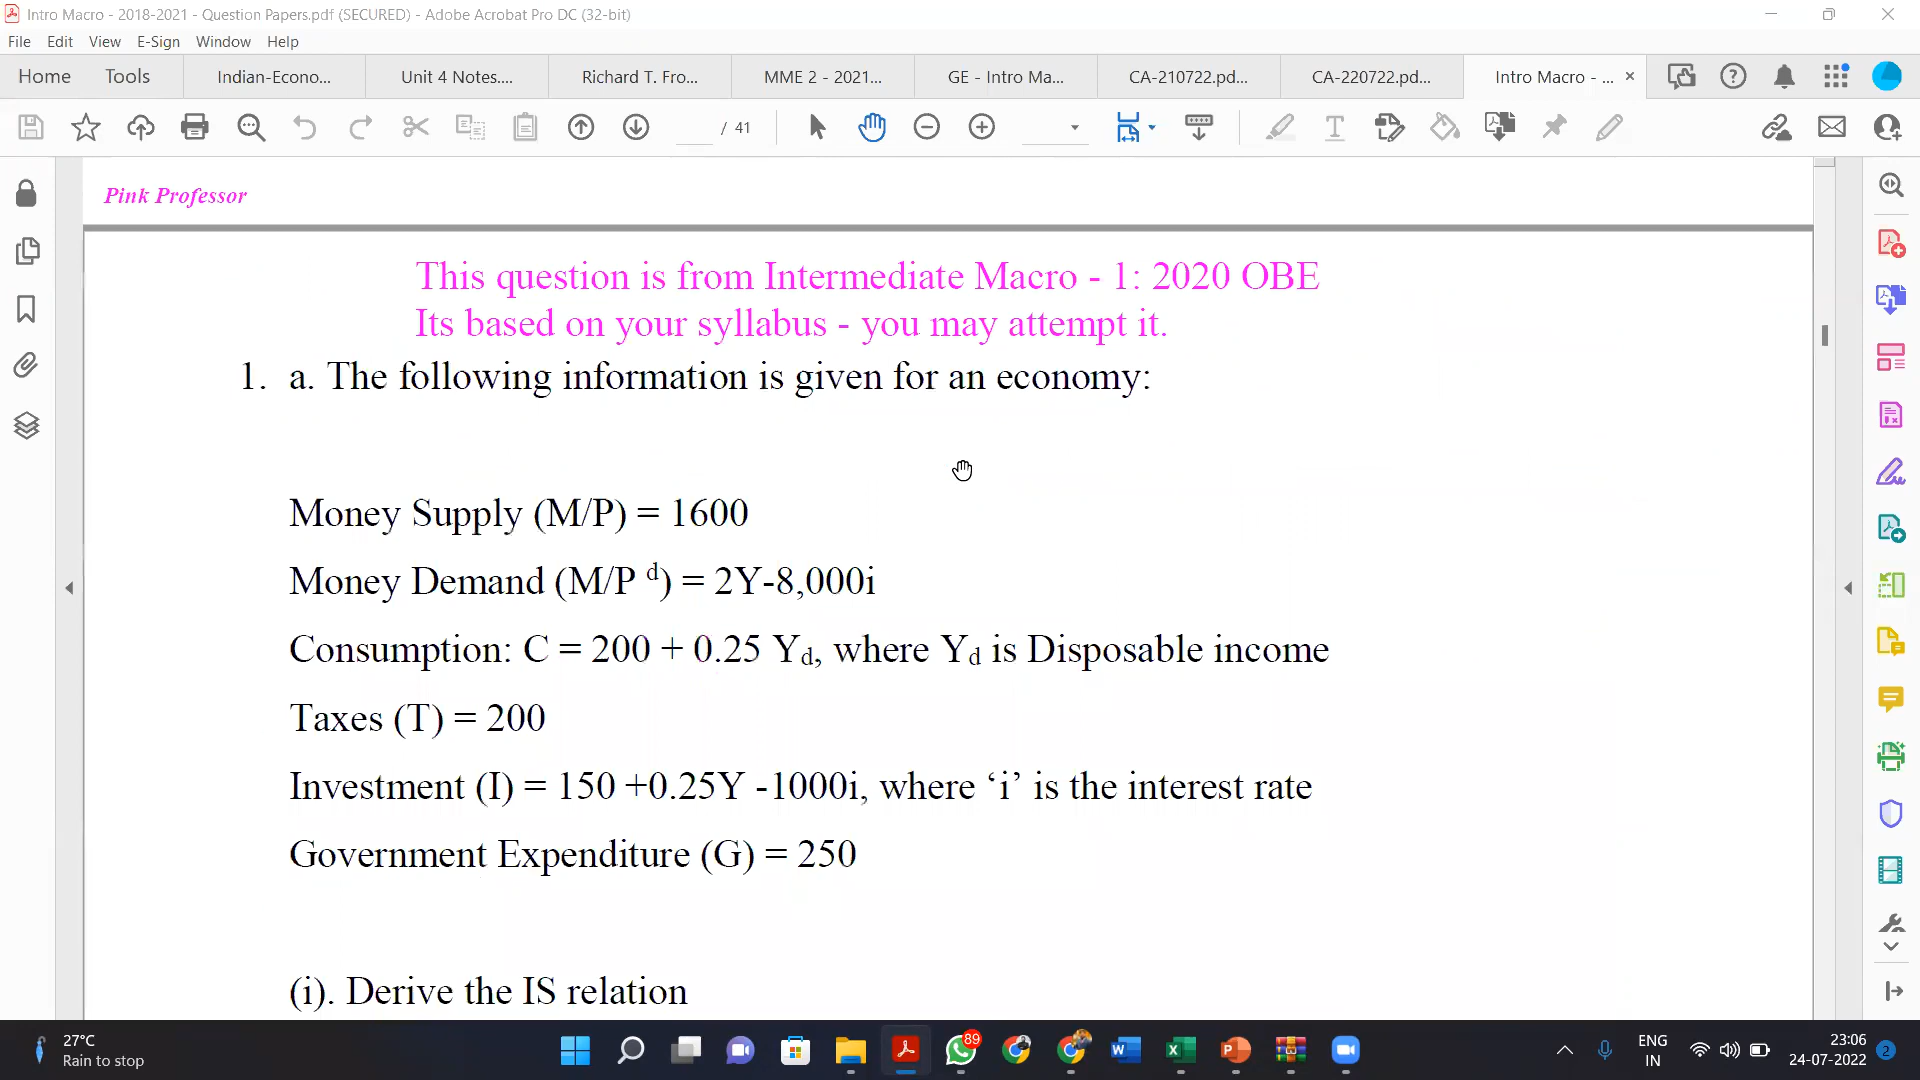 Intro Macro - 2018-2021 - Question Papers.pdf (SECURED) - Adobe Acrobat Pro DC (32-bit)
File Edit View E-Sign Window Help
Home Tools Indian-Econo... Unit 4 Notes.... Richard T. Fro... MME 2 - 2021... GE - Intro Ma... CA-210722.pd... CA-220722.pd... Intro Macro - ... ×
/ 41
Pink Professor
This question is from Intermediate Macro - 1: 2020 OBE
Its based on your syllabus - you may attempt it.
1. a. The following information is given for an economy:
Money Supply (M/P) = 1600
Money Demand (M/P ᵈ) = 2Y-8,000i
Consumption: C = 200 + 0.25 Yd, where Yd is Disposable income
Taxes (T) = 200
Investment (I) = 150 +0.25Y -1000i, where ‘i’ is the interest rate
Government Expenditure (G) = 250
(i). Derive the IS relation
27°C
Rain to stop
89
ENG
IN
23:06
24-07-2022
2